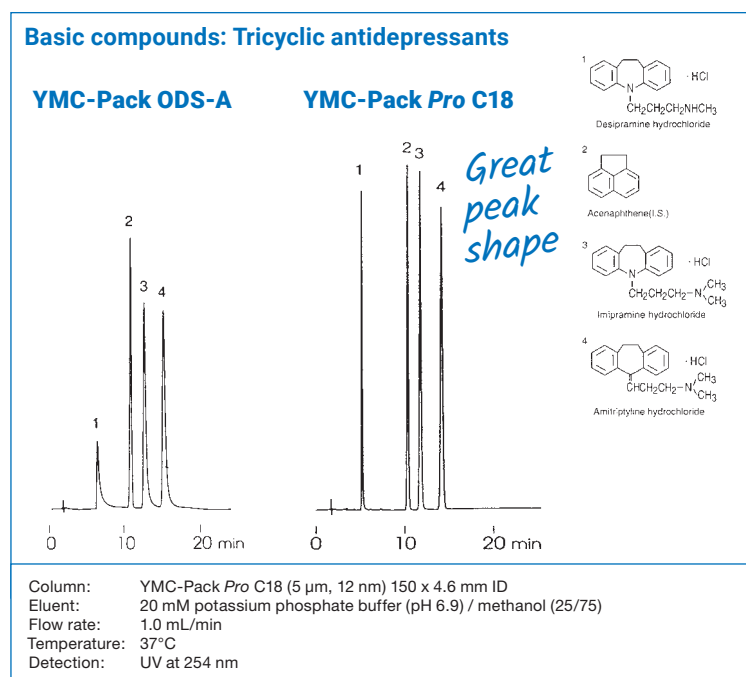 Basic compounds: Tricyclic antidepressants
YMC-Pack ODS-A
1
2
3
4
0
10
20 min
YMC-Pack Pro C18
1
2
3
4
0
10
20 min
Great
peak
shape
1
· HCl
N
CH2CH2CH2NHCH3
Desipramine hydrochloride
2
Acenaphthene(I.S.)
3
· HCl
N
CH2CH2CH2–N
CH3
CH3
Imipramine hydrochloride
4
· HCl
CHCH2CH2–N
CH3
CH3
Amitriptyline hydrochloride
Column: YMC-Pack Pro C18 (5 µm, 12 nm) 150 x 4.6 mm ID
Eluent: 20 mM potassium phosphate buffer (pH 6.9) / methanol (25/75)
Flow rate: 1.0 mL/min
Temperature: 37°C
Detection: UV at 254 nm